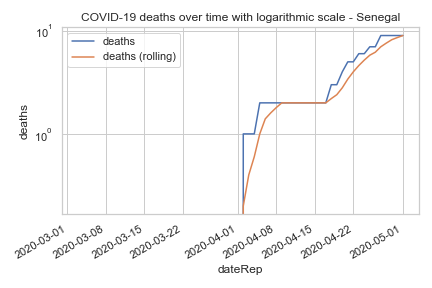 COVID-19 deaths over time with logarithmic scale - Senegal
10¹
deaths
deaths (rolling)
deaths
10⁰
2020-03-01
2020-03-08
2020-03-15
2020-03-22
2020-04-01
2020-04-08
2020-04-15
2020-04-22
2020-05-01
dateRep